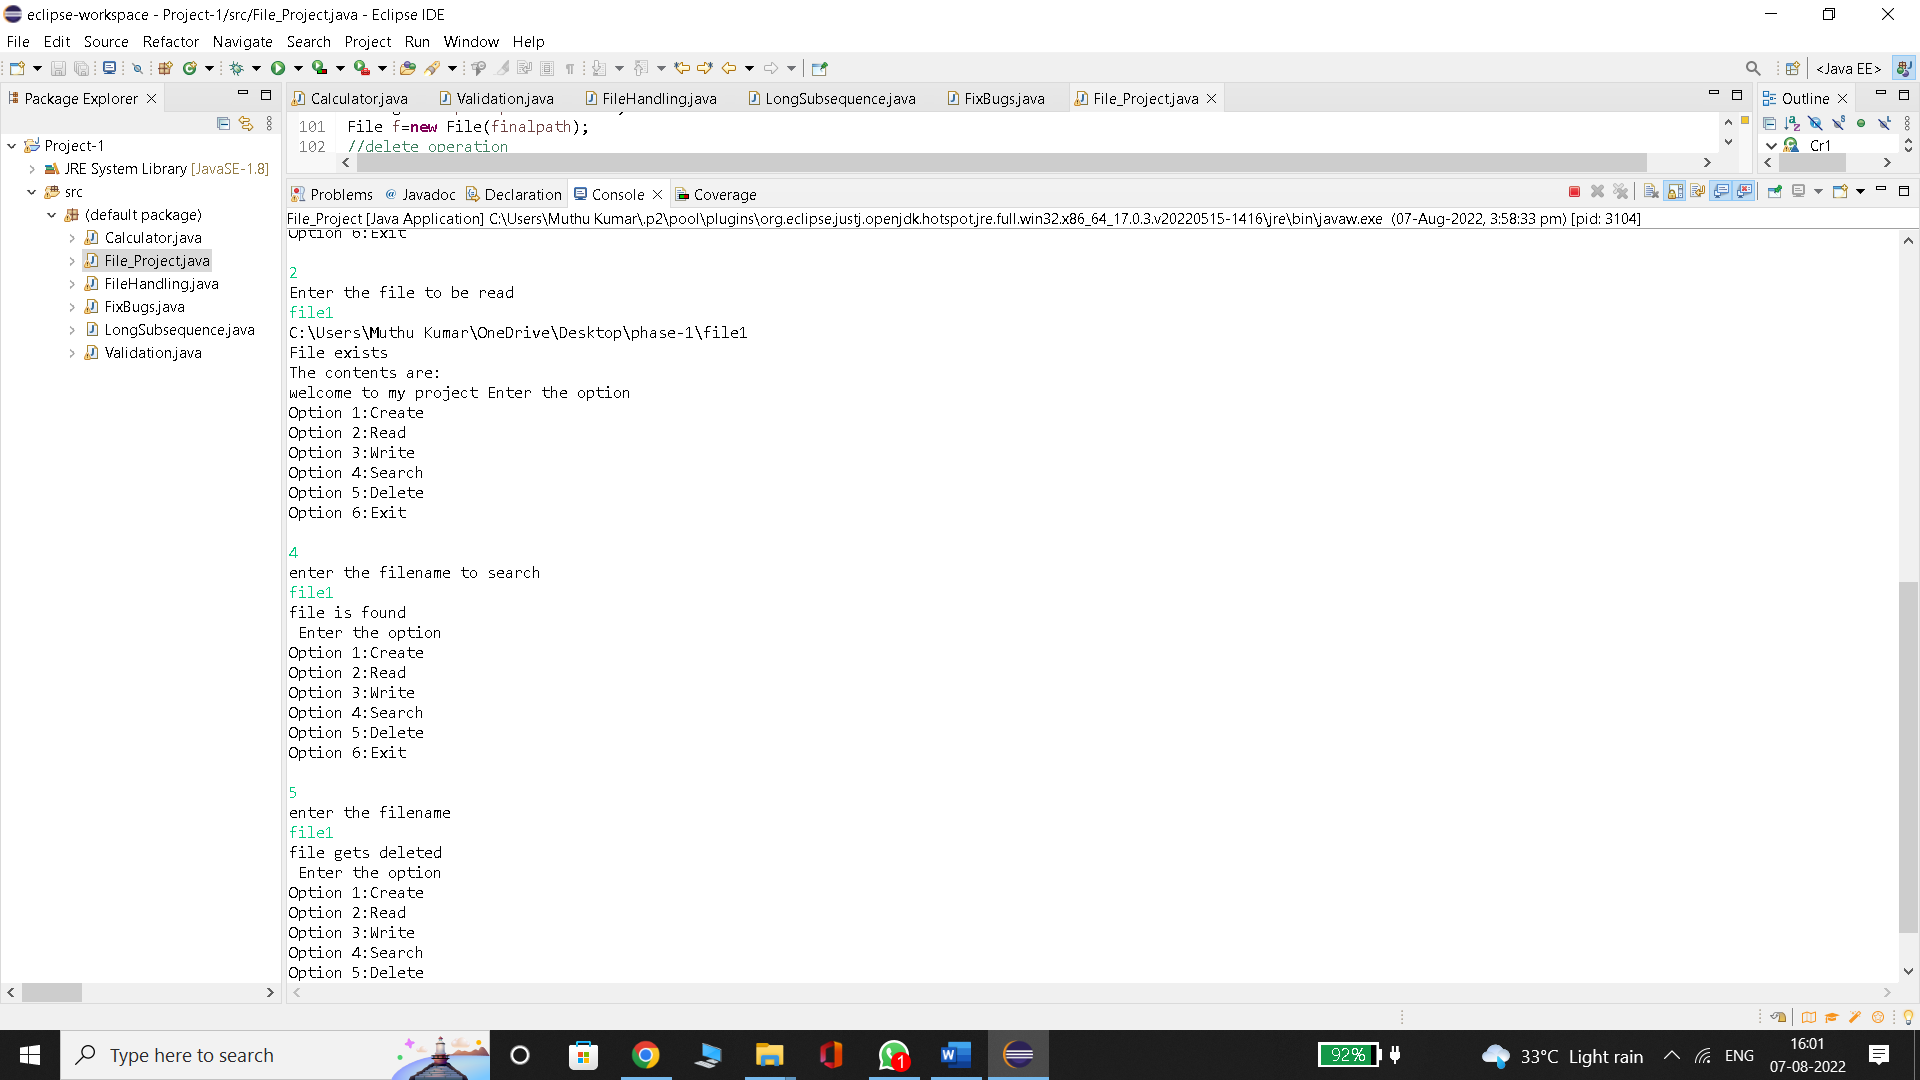 eclipse-workspace - Project-1/src/File_Project.java - Eclipse IDE
File Edit Source Refactor Navigate Search Project Run Window Help
<Java EE>
Package Explorer
Calculator.java Validation.java FileHandling.java LongSubsequence.java FixBugs.java File_Project.java
Outline
101 File f=new File(finalpath);
102 //delete operation
Cr1
Project-1
JRE System Library [JavaSE-1.8]
src
(default package)
Calculator.java
File_Project.java
FileHandling.java
FixBugs.java
LongSubsequence.java
Validation.java
Problems Javadoc Declaration Console Coverage
File_Project [Java Application] C:\Users\Muthu Kumar\.p2\pool\plugins\org.eclipse.justj.openjdk.hotspot.jre.full.win32.x86_64_17.0.3.v20220515-1416\jre\bin\javaw.exe (07-Aug-2022, 3:58:33 pm) [pid: 3104]
Option 6:Exit
2
Enter the file to be read
file1
C:\Users\Muthu Kumar\OneDrive\Desktop\phase-1\file1
File exists
The contents are:
welcome to my project Enter the option
Option 1:Create
Option 2:Read
Option 3:Write
Option 4:Search
Option 5:Delete
Option 6:Exit
4
enter the filename to search
file1
file is found
Enter the option
Option 1:Create
Option 2:Read
Option 3:Write
Option 4:Search
Option 5:Delete
Option 6:Exit
5
enter the filename
file1
file gets deleted
Enter the option
Option 1:Create
Option 2:Read
Option 3:Write
Option 4:Search
Option 5:Delete
Type here to search
1
92%
33°C Light rain
ENG
16:01
07-08-2022